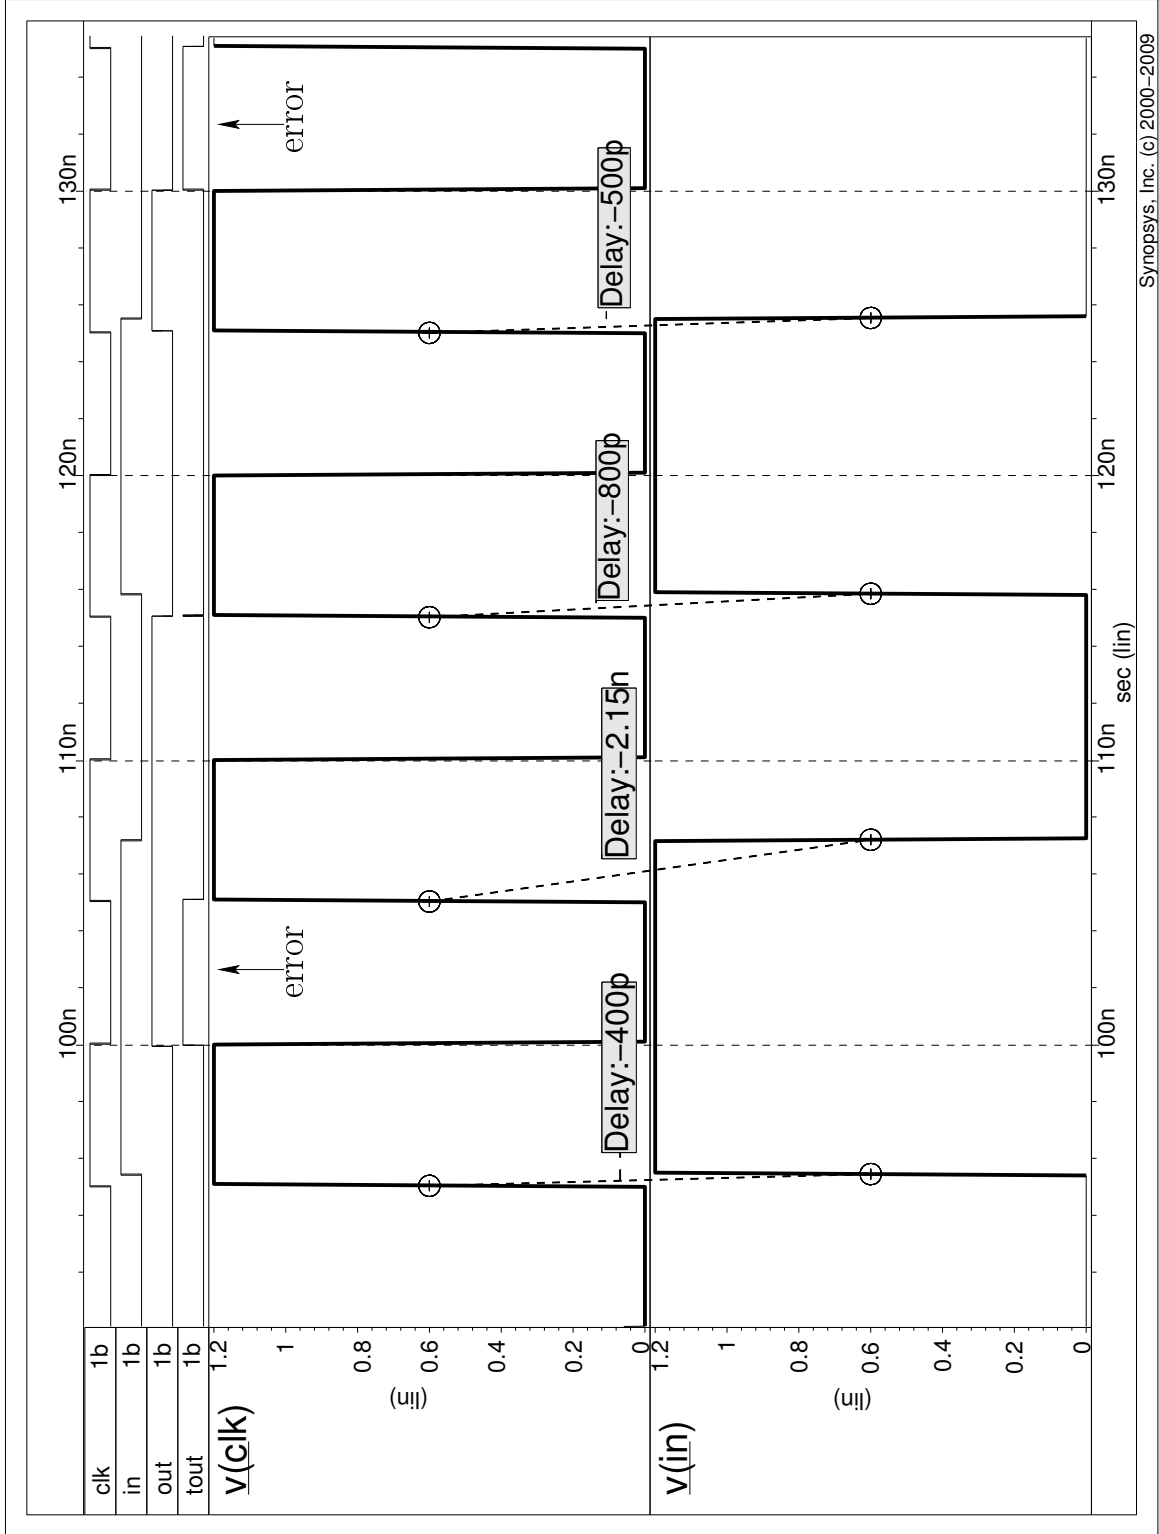 100n
110n
120n
130n
clk 1b
in 1b
out 1b
tout 1b
v(clk)
(lin)
1.2
1
0.8
0.6
0.4
0.2
0
error
error
Delay:−400p
Delay:−2.15n
Delay:−800p
Delay:−500p
v(in)
(lin)
1.2
1
0.8
0.6
0.4
0.2
0
100n
110n
120n
130n
sec (lin)
Synopsys, Inc. (c) 2000−2009